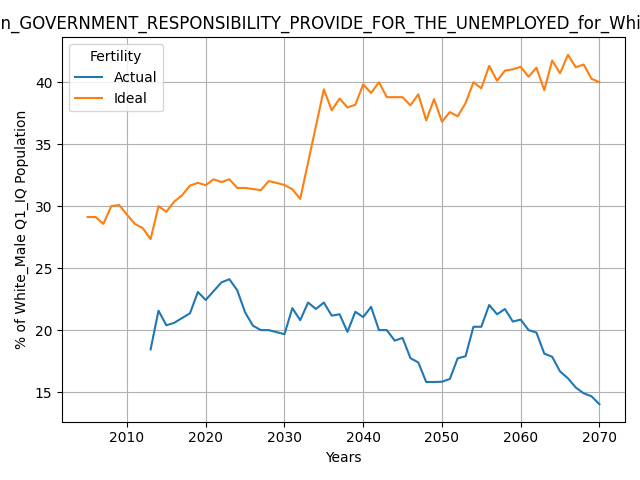 n_GOVERNMENT_RESPONSIBILITY_PROVIDE_FOR_THE_UNEMPLOYED_for_Whi
Fertility
Actual
Ideal
% of White_Male Q1_IQ Population
40
35
30
25
20
15
2010 2020 2030 2040 2050 2060 2070
Years